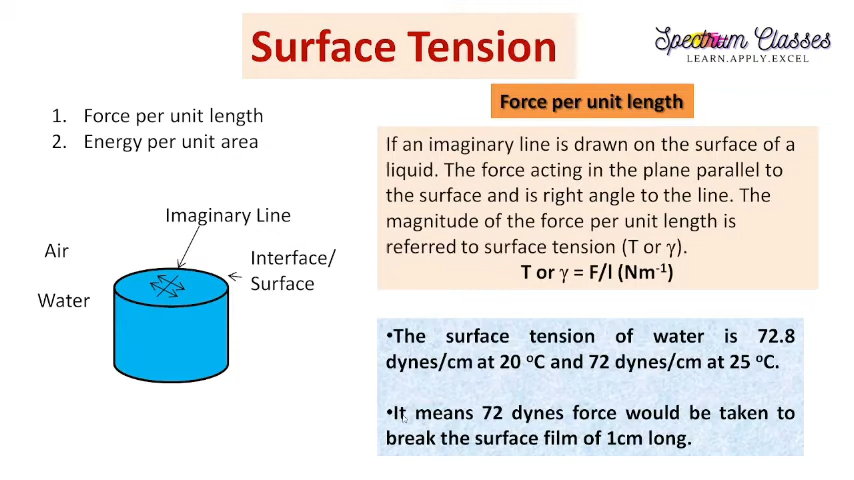 Surface Tension
Spectrum Classes
LEARN.APPLY.EXCEL
1. Force per unit length
2. Energy per unit area
Force per unit length
If an imaginary line is drawn on the surface of a
liquid. The force acting in the plane parallel to
the surface and is right angle to the line. The
magnitude of the force per unit length is
referred to surface tension (T or γ).
T or γ = F/l (Nm⁻¹)
Imaginary Line
Air
Interface/
Surface
Water
•The surface tension of water is 72.8
dynes/cm at 20 ᵒC and 72 dynes/cm at 25 ᵒC.
•It means 72 dynes force would be taken to
break the surface film of 1cm long.